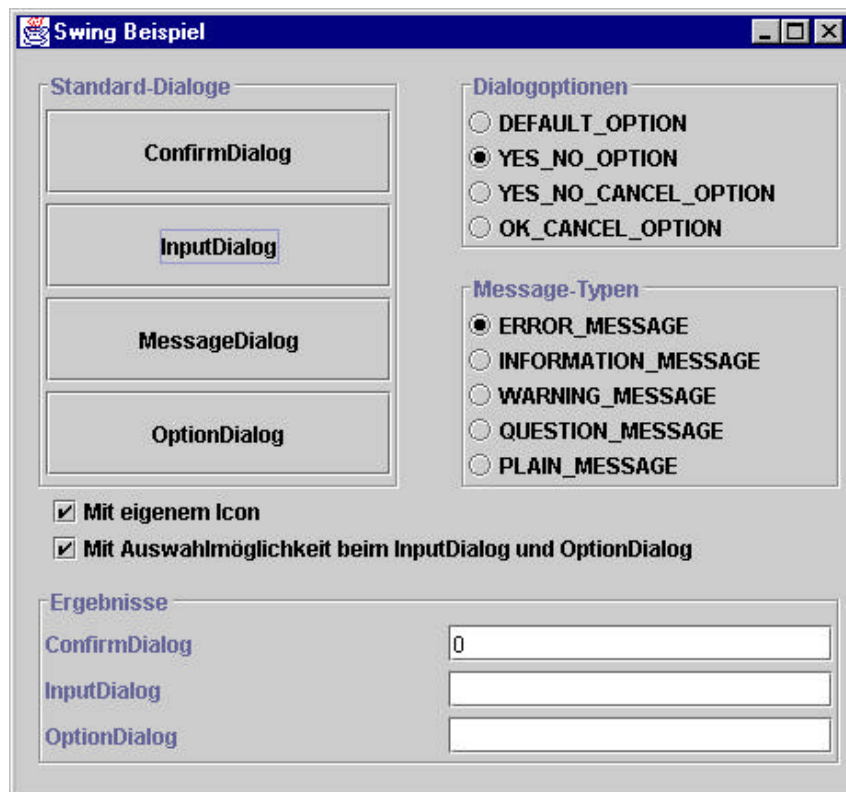 Swing Beispiel
Standard-Dialoge
ConfirmDialog
InputDialog
MessageDialog
OptionDialog
Dialogoptionen
DEFAULT_OPTION
YES_NO_OPTION
YES_NO_CANCEL_OPTION
OK_CANCEL_OPTION
Message-Typen
ERROR_MESSAGE
INFORMATION_MESSAGE
WARNING_MESSAGE
QUESTION_MESSAGE
PLAIN_MESSAGE
Mit eigenem Icon
Mit Auswahlmöglichkeit beim InputDialog und OptionDialog
Ergebnisse
ConfirmDialog 0
InputDialog
OptionDialog